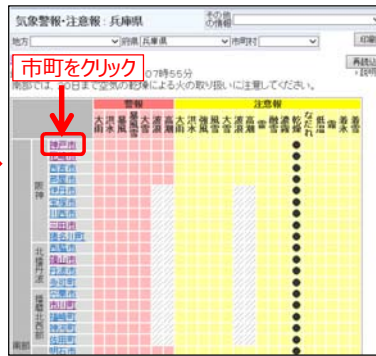 気象警報・注意報 : 兵庫県
その他の情報
地方
府県 兵庫県
市町村
印刷
再読込
市町をクリック
07時55分
説明
南部では、20日まで空気の乾燥による火の取り扱いに注意してください。
警報
注意報
大雨
洪水
暴風
暴風雪
大雪
波浪
高潮
大雨
洪水
強風
風雪
大雪
波浪
高潮
雷
融雪
濃霧
乾燥
なだれ
低温
霜
着氷
着雪
神戸市
尼崎市
西宮市
芦屋市
阪神
伊丹市
宝塚市
川西市
三田市
猪名川町
北播丹波
西脇市
篠山市
丹波市
多可町
播磨北西部
宍粟市
市川町
福崎町
神河町
佐用町
南部
明石市